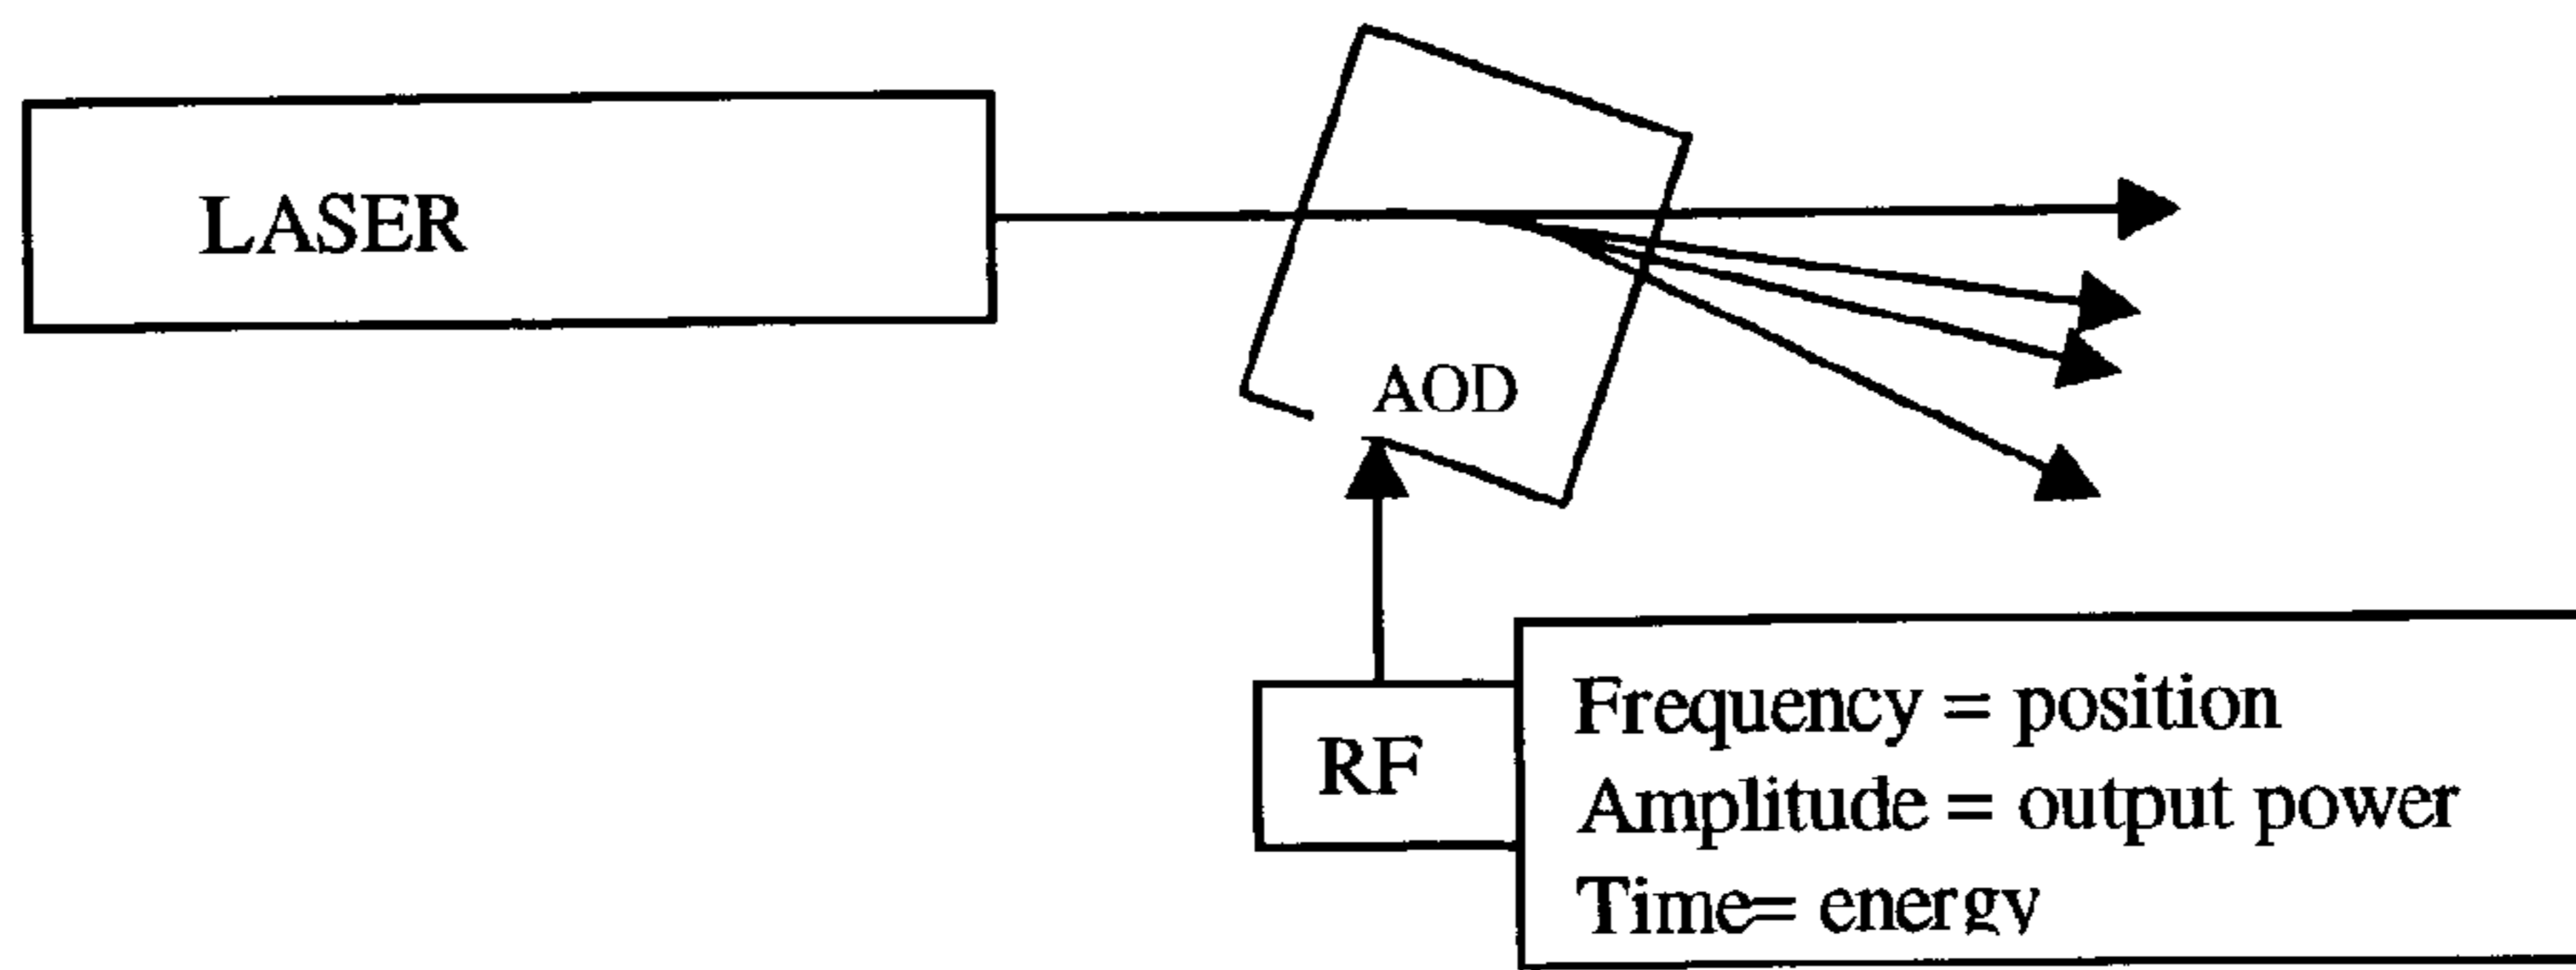 LASER
AOD
RF
Frequency = position
Amplitude = output power
Time= energy